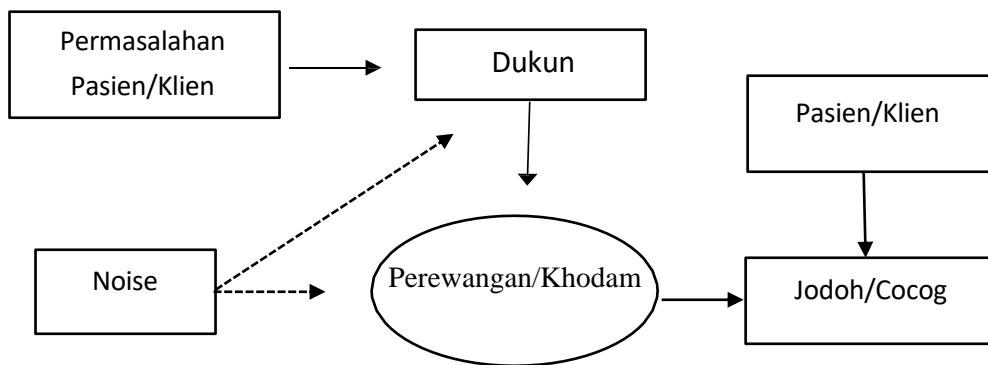 Permasalahan
Pasien/Klien
Dukun
Pasien/Klien
Noise
Perewangan/Khodam
Jodoh/Cocog